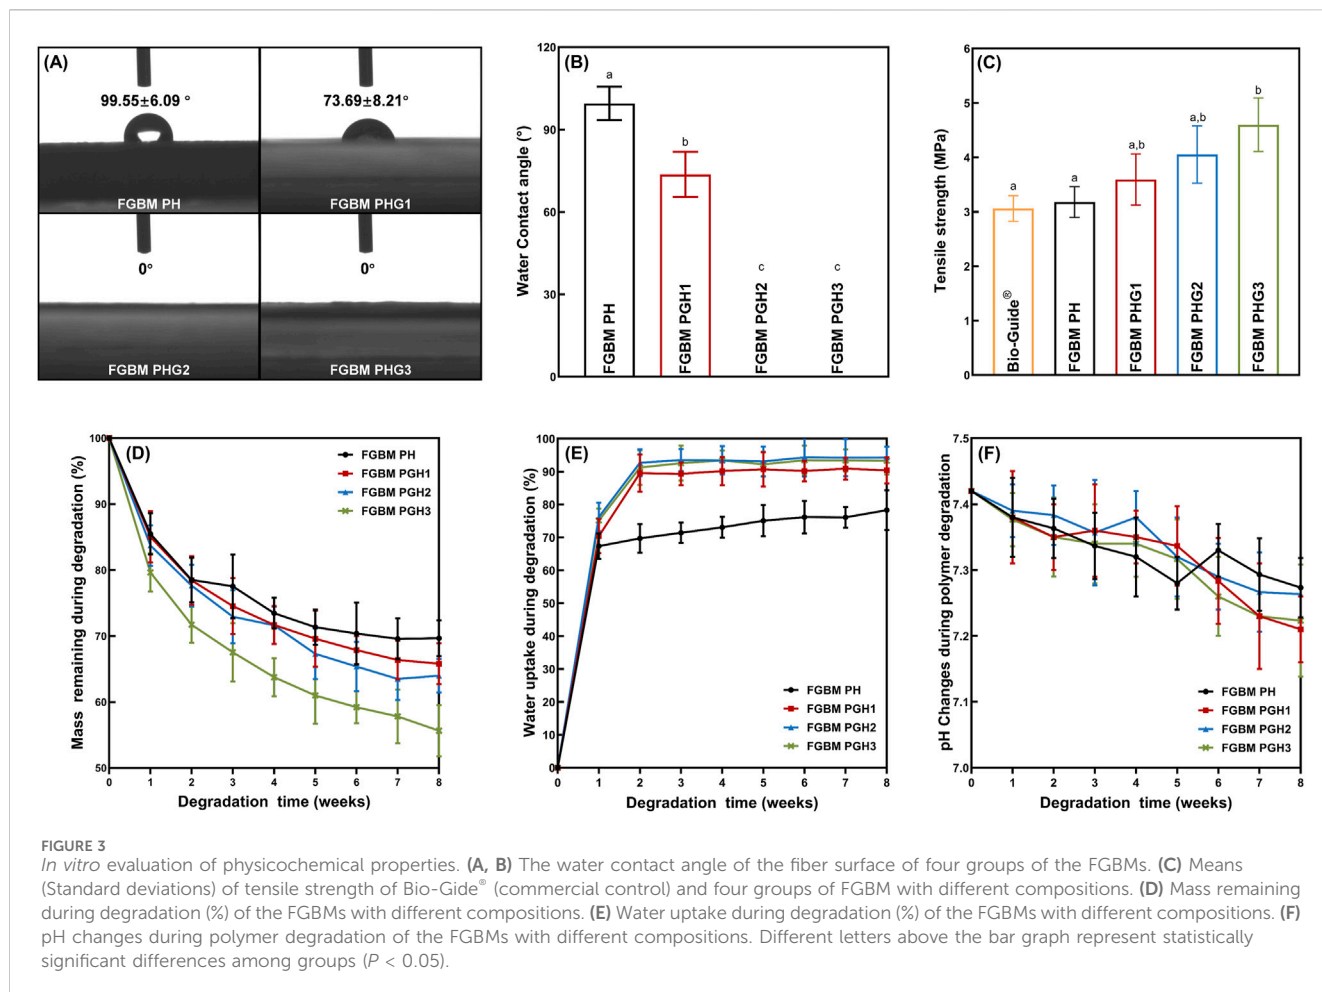 (A)
99.55±6.09 °
73.69±8.21°
FGBM PH
FGBM PHG1
0°
0°
FGBM PHG2
FGBM PHG3
(B)
Water Contact angle (°)
120
90
60
30
0
a
b
c
c
FGBM PH
FGBM PGH1
FGBM PGH2
FGBM PGH3
(C)
Tensile strength (MPa)
6
5
4
3
2
1
0
a
a
a,b
a,b
b
Bio-Guide®
FGBM PH
FGBM PHG1
FGBM PHG2
FGBM PHG3
(D)
Mass remaining during degradation (%)
100
90
80
70
60
50
FGBM PH
FGBM PGH1
FGBM PGH2
FGBM PGH3
0 1 2 3 4 5 6 7 8
Degradation time (weeks)
(E)
Water uptake during degradation (%)
100
90
80
70
60
50
40
30
20
10
0
FGBM PH
FGBM PGH1
FGBM PGH2
FGBM PGH3
0 1 2 3 4 5 6 7 8
Degradation time (weeks)
(F)
pH Changes during polymer degradation
7.5
7.4
7.3
7.2
7.1
7.0
FGBM PH
FGBM PGH1
FGBM PGH2
FGBM PGH3
0 1 2 3 4 5 6 7 8
Degradation time (weeks)
FIGURE 3
In vitro evaluation of physicochemical properties. (A, B) The water contact angle of the fiber surface of four groups of the FGBMs. (C) Means
(Standard deviations) of tensile strength of Bio-Gide® (commercial control) and four groups of FGBM with different compositions. (D) Mass remaining
during degradation (%) of the FGBMs with different compositions. (E) Water uptake during degradation (%) of the FGBMs with different compositions. (F)
pH changes during polymer degradation of the FGBMs with different compositions. Different letters above the bar graph represent statistically
significant differences among groups (P < 0.05).